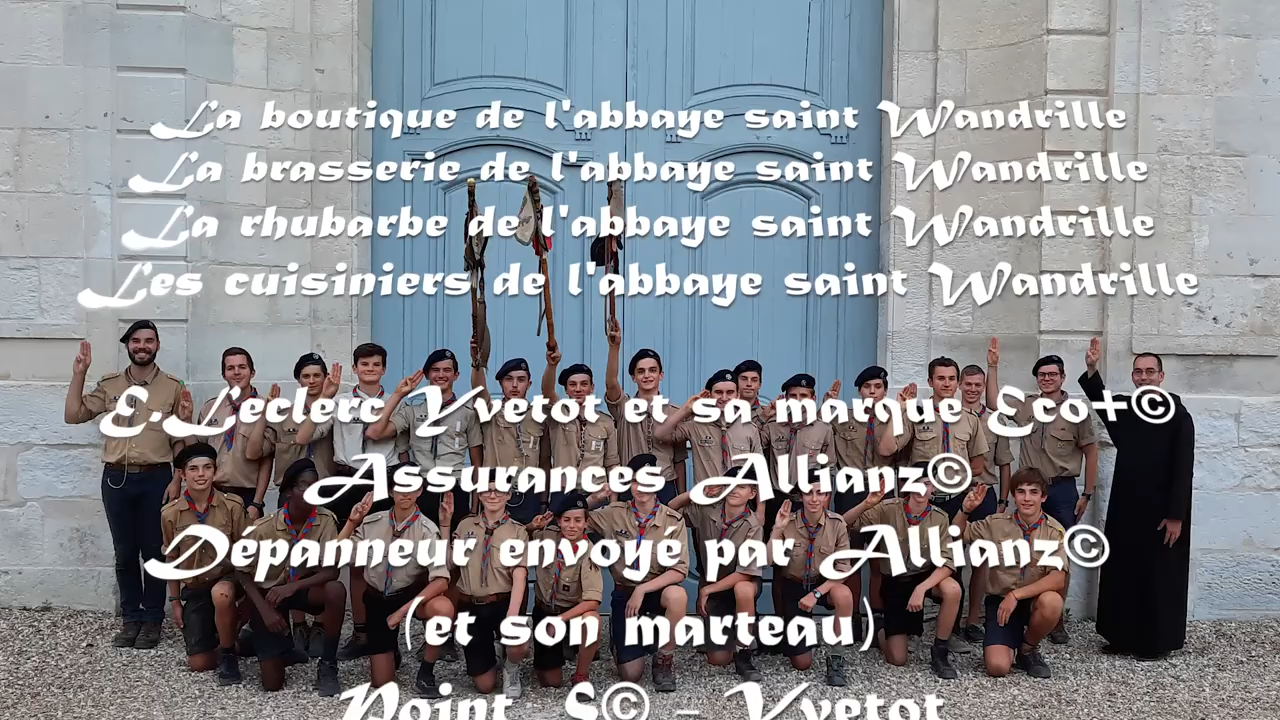 La boutique de l'abbaye saint Wandrille
La brasserie de l'abbaye saint Wandrille
La rhubarbe de l'abbaye saint Wandrille
Les cuisiniers de l'abbaye saint Wandrille
E.Leclerc Yvetot et sa marque Eco+©
Assurances Allianz©
Dépanneur envoyé par Allianz©
(et son marteau)
Point S© - Yvetot